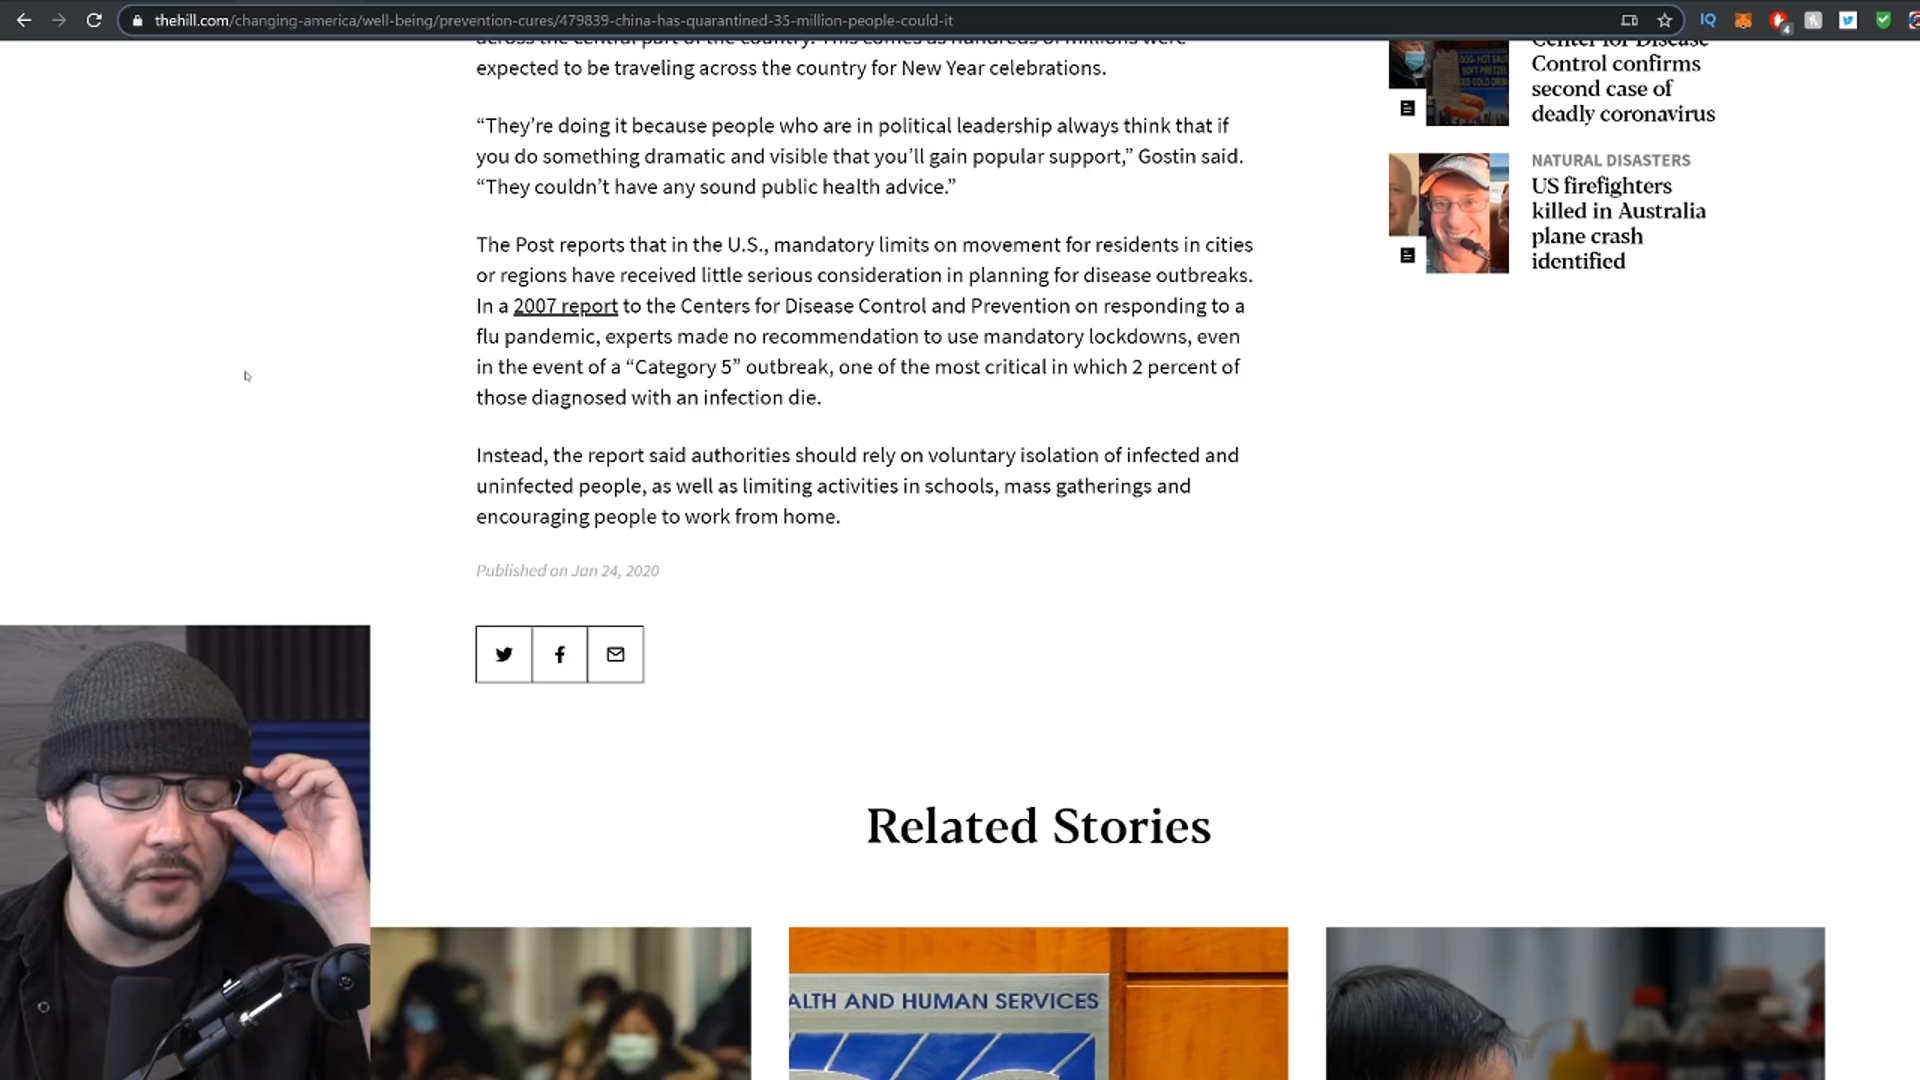 thehill.com/changing-america/well-being/prevention-cures/479839-china-has-quarantined-35-million-people-could-it
IQ
4
across the central part of the country. This comes as hundreds of millions were
expected to be traveling across the country for New Year celebrations.
“They’re doing it because people who are in political leadership always think that if
you do something dramatic and visible that you’ll gain popular support,” Gostin said.
“They couldn’t have any sound public health advice.”
The Post reports that in the U.S., mandatory limits on movement for residents in cities
or regions have received little serious consideration in planning for disease outbreaks.
In a 2007 report to the Centers for Disease Control and Prevention on responding to a
flu pandemic, experts made no recommendation to use mandatory lockdowns, even
in the event of a “Category 5” outbreak, one of the most critical in which 2 percent of
those diagnosed with an infection die.
Instead, the report said authorities should rely on voluntary isolation of infected and
uninfected people, as well as limiting activities in schools, mass gatherings and
encouraging people to work from home.
Published on Jan 24, 2020
Center for Disease
Control confirms
second case of
deadly coronavirus
NATURAL DISASTERS
US firefighters
killed in Australia
plane crash
identified
Related Stories
ALTH AND HUMAN SERVICES